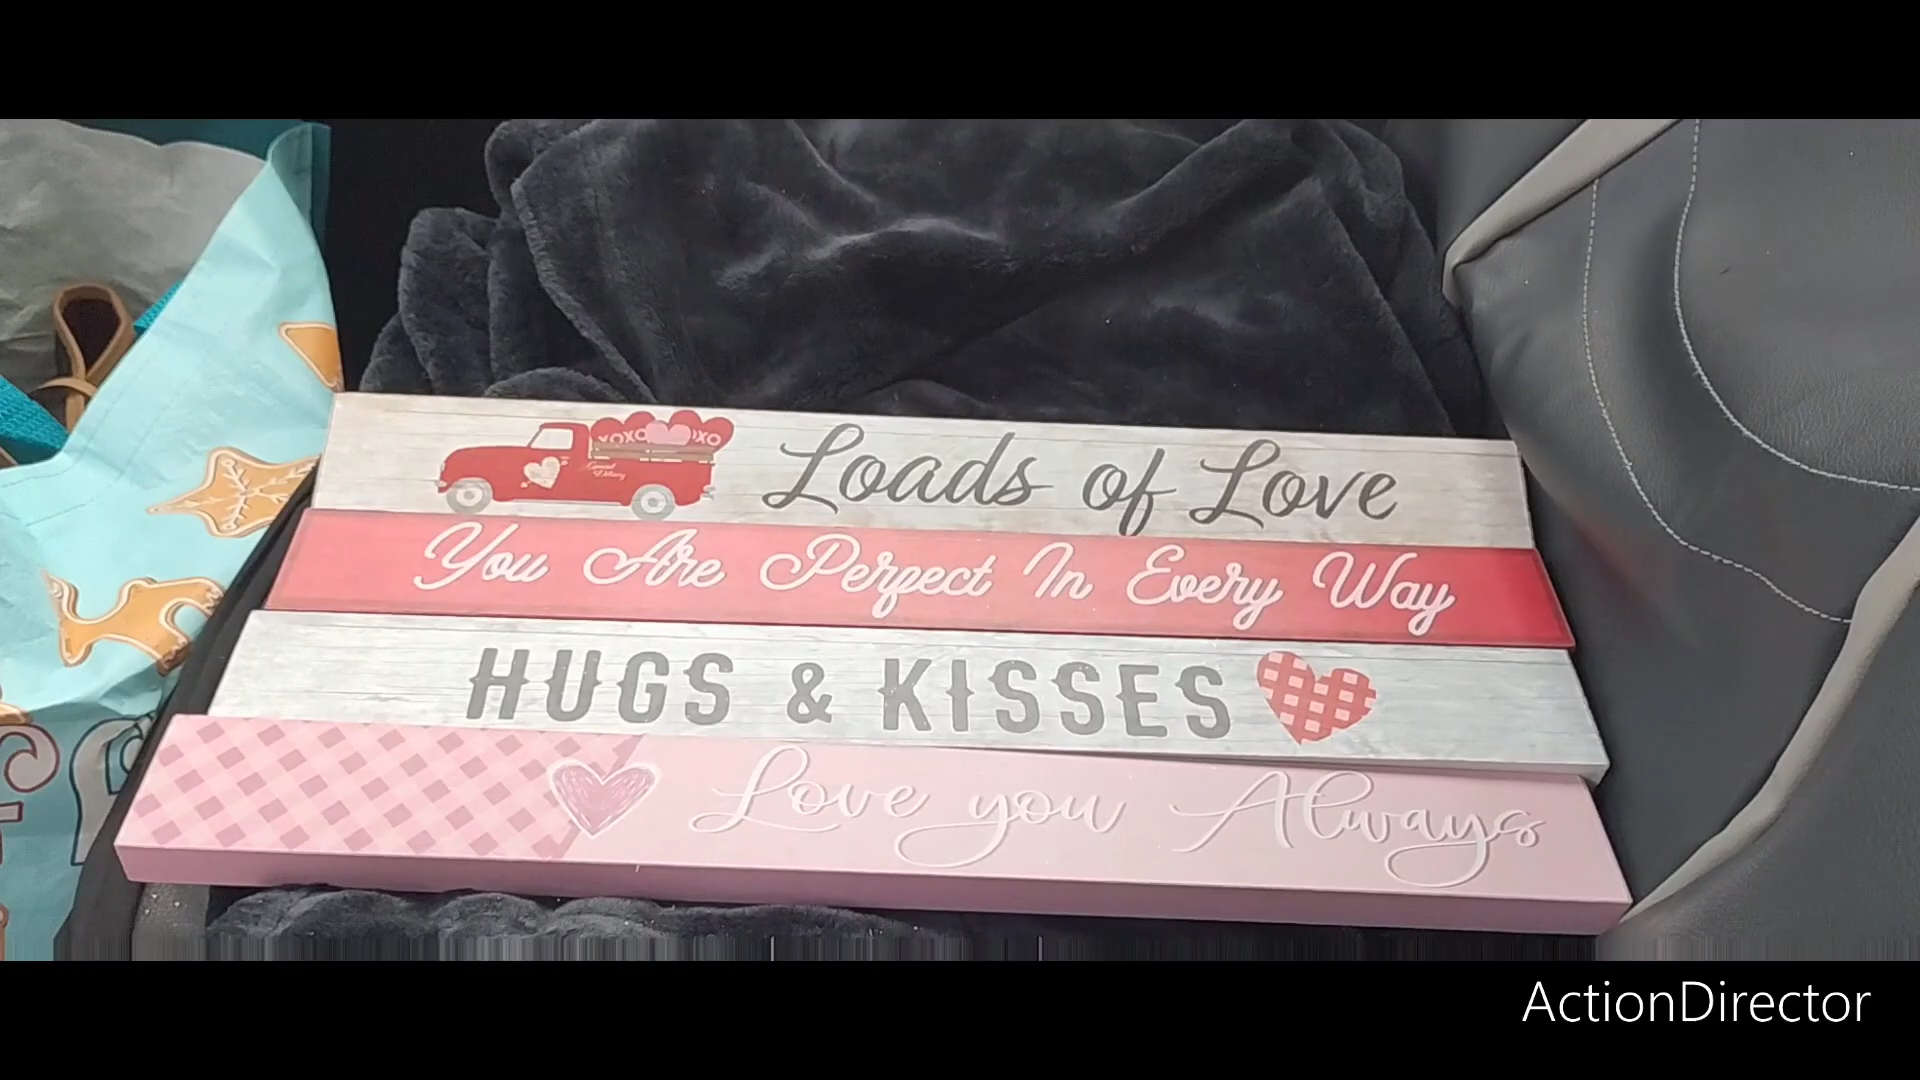 XOXO XOXO
Loads of Love
You Are Perfect In Every Way
HUGS & KISSES
Love you Always
ActionDirector